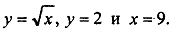 y = √x, y = 2 и x = 9.